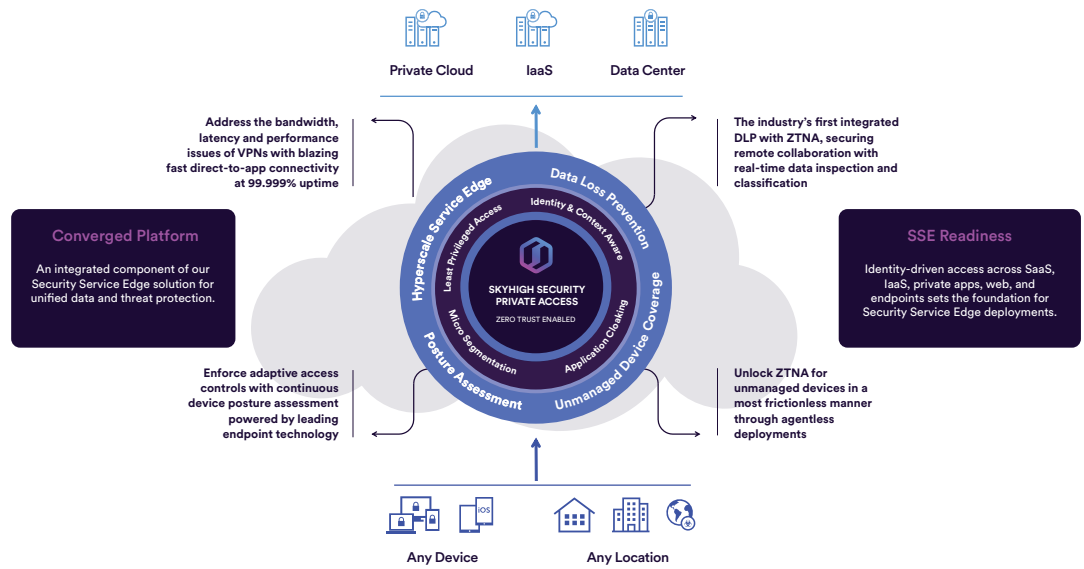 Private Cloud
IaaS
Data Center
Address the bandwidth,
latency and performance
issues of VPNs with blazing
fast direct-to-app connectivity
at 99.999% uptime
The industry's first integrated
DLP with ZTNA, securing
remote collaboration with
real-time data inspection and
classification
Converged Platform
An integrated component of our
Security Service Edge solution for
unified data and threat protection.
Hyperscale Service Edge
Data Loss Prevention
Least Privileged Access
Identity & Context Aware
SKYHIGH SECURITY
PRIVATE ACCESS
ZERO TRUST ENABLED
Micro Segmentation
Application Cloaking
Posture Assessment
Unmanaged Device Coverage
SSE Readiness
Identity-driven access across SaaS,
IaaS, private apps, web, and
endpoints sets the foundation for
Security Service Edge deployments.
Enforce adaptive access
controls with continuous
device posture assessment
powered by leading
endpoint technology
Unlock ZTNA for
unmanaged devices in a
most frictionless manner
through agentless
deployments
iOS
Any Device
Any Location